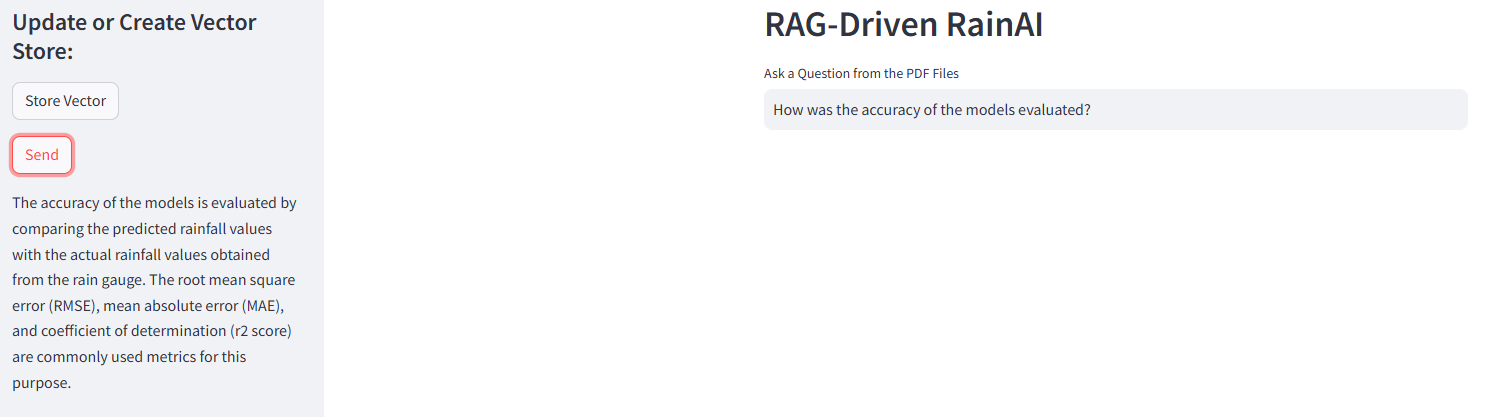 Update or Create Vector
Store:
Store Vector
Send
The accuracy of the models is evaluated by
comparing the predicted rainfall values
with the actual rainfall values obtained
from the rain gauge. The root mean square
error (RMSE), mean absolute error (MAE),
and coefficient of determination (r2 score)
are commonly used metrics for this
purpose.
RAG-Driven RainAI
Ask a Question from the PDF Files
How was the accuracy of the models evaluated?